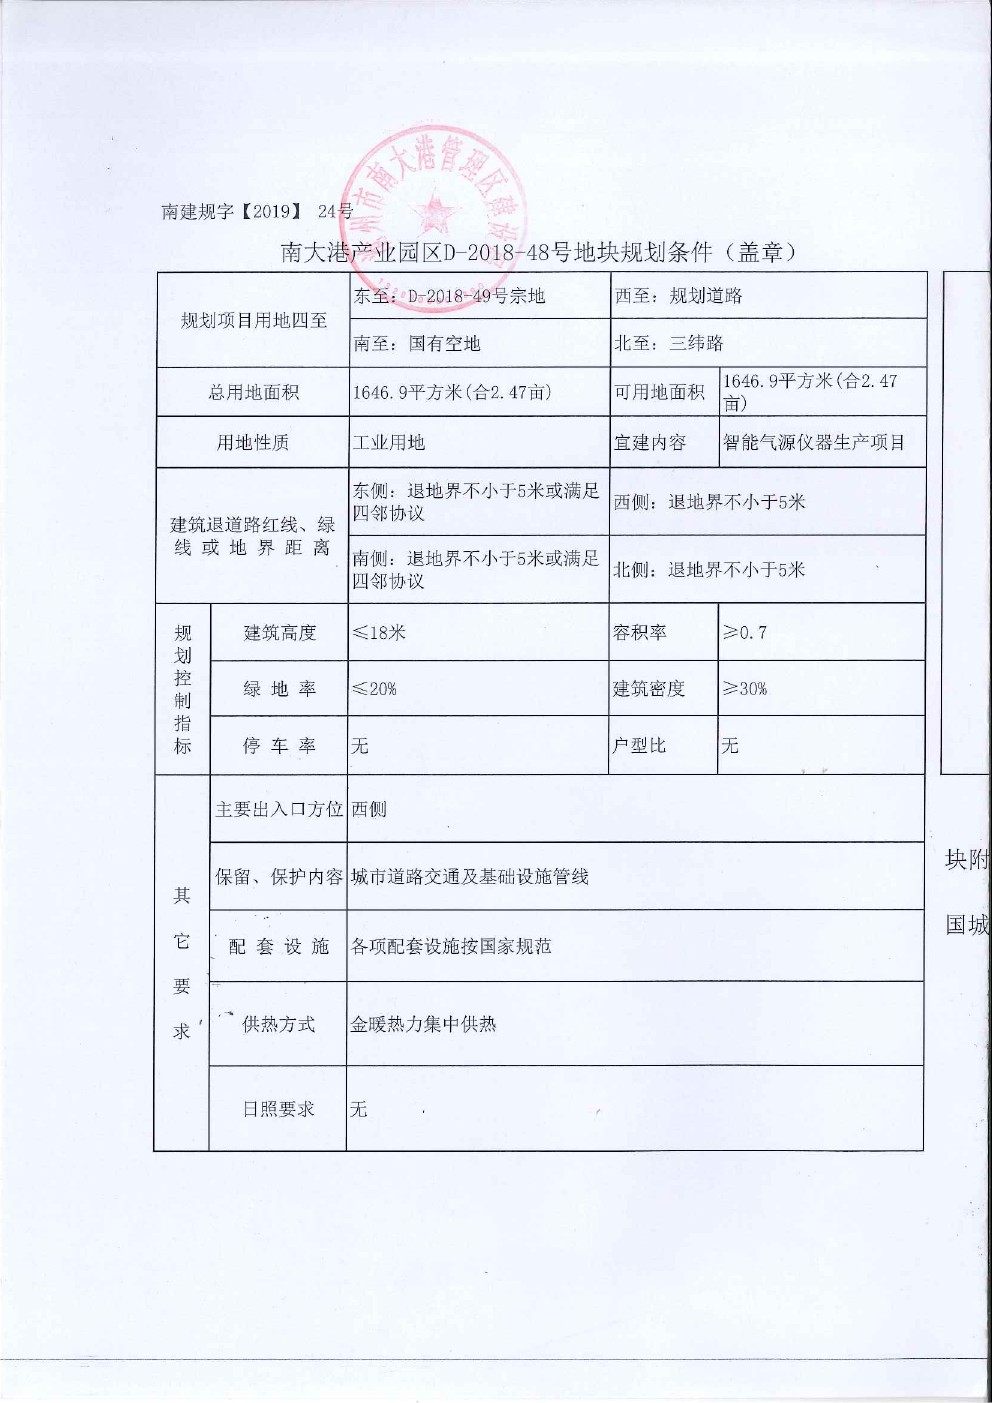 南建规字【2019】 24号
南大港产业园区D-2018-48号地块规划条件（盖章）
规划项目用地四至
东至：D-2018-49号宗地
西至：规划道路
南至：国有空地
北至：三纬路
总用地面积
1646.9平方米(合2.47亩)
可用地面积
1646.9平方米(合2.47
亩)
用地性质
工业用地
宜建内容
智能气源仪器生产项目
建筑退道路红线、绿
线或地界距离
东侧：退地界不小于5米或满足
四邻协议
西侧：退地界不小于5米
南侧：退地界不小于5米或满足
四邻协议
北侧：退地界不小于5米
规划控制指标
建筑高度
≤18米
容积率
≥0.7
绿地率
≤20%
建筑密度
≥30%
停车率
无
户型比
无
其它要求
主要出入口方位
西侧
保留、保护内容
城市道路交通及基础设施管线
配套设施
各项配套设施按国家规范
供热方式
金暖热力集中供热
日照要求
无
块附
国城
州市南大港管理区建设